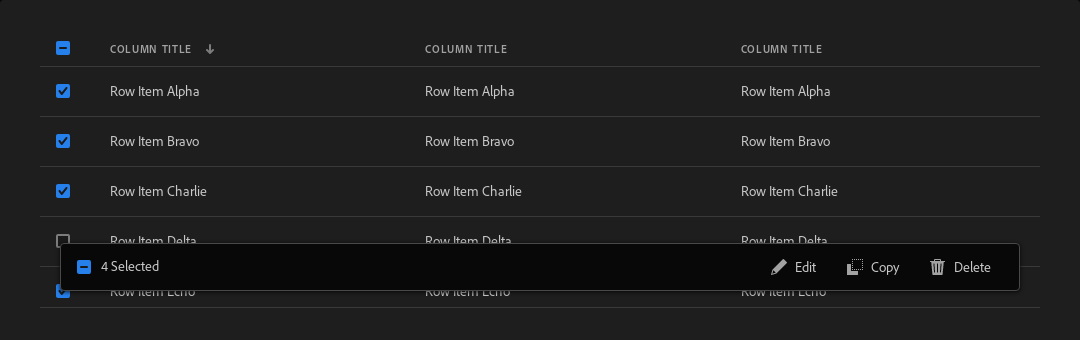 COLUMN TITLE COLUMN TITLE COLUMN TITLE
Row Item Alpha Row Item Alpha Row Item Alpha
Row Item Bravo Row Item Bravo Row Item Bravo
Row Item Charlie Row Item Charlie Row Item Charlie
Row Item Delta Row Item Delta Row Item Delta
4 Selected Edit Copy Delete
Row Item Echo Row Item Echo Row Item Echo